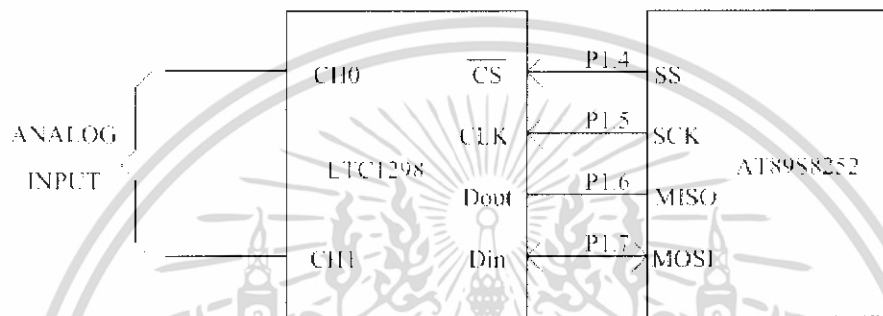 CH0
CS
P1.4
SS
ANALOG
INPUT
CLK
P1.5
SCK
LTC1298
AT89S8252
Dout
P1.6
MISO
CH1
Din
P1.7
MOSI